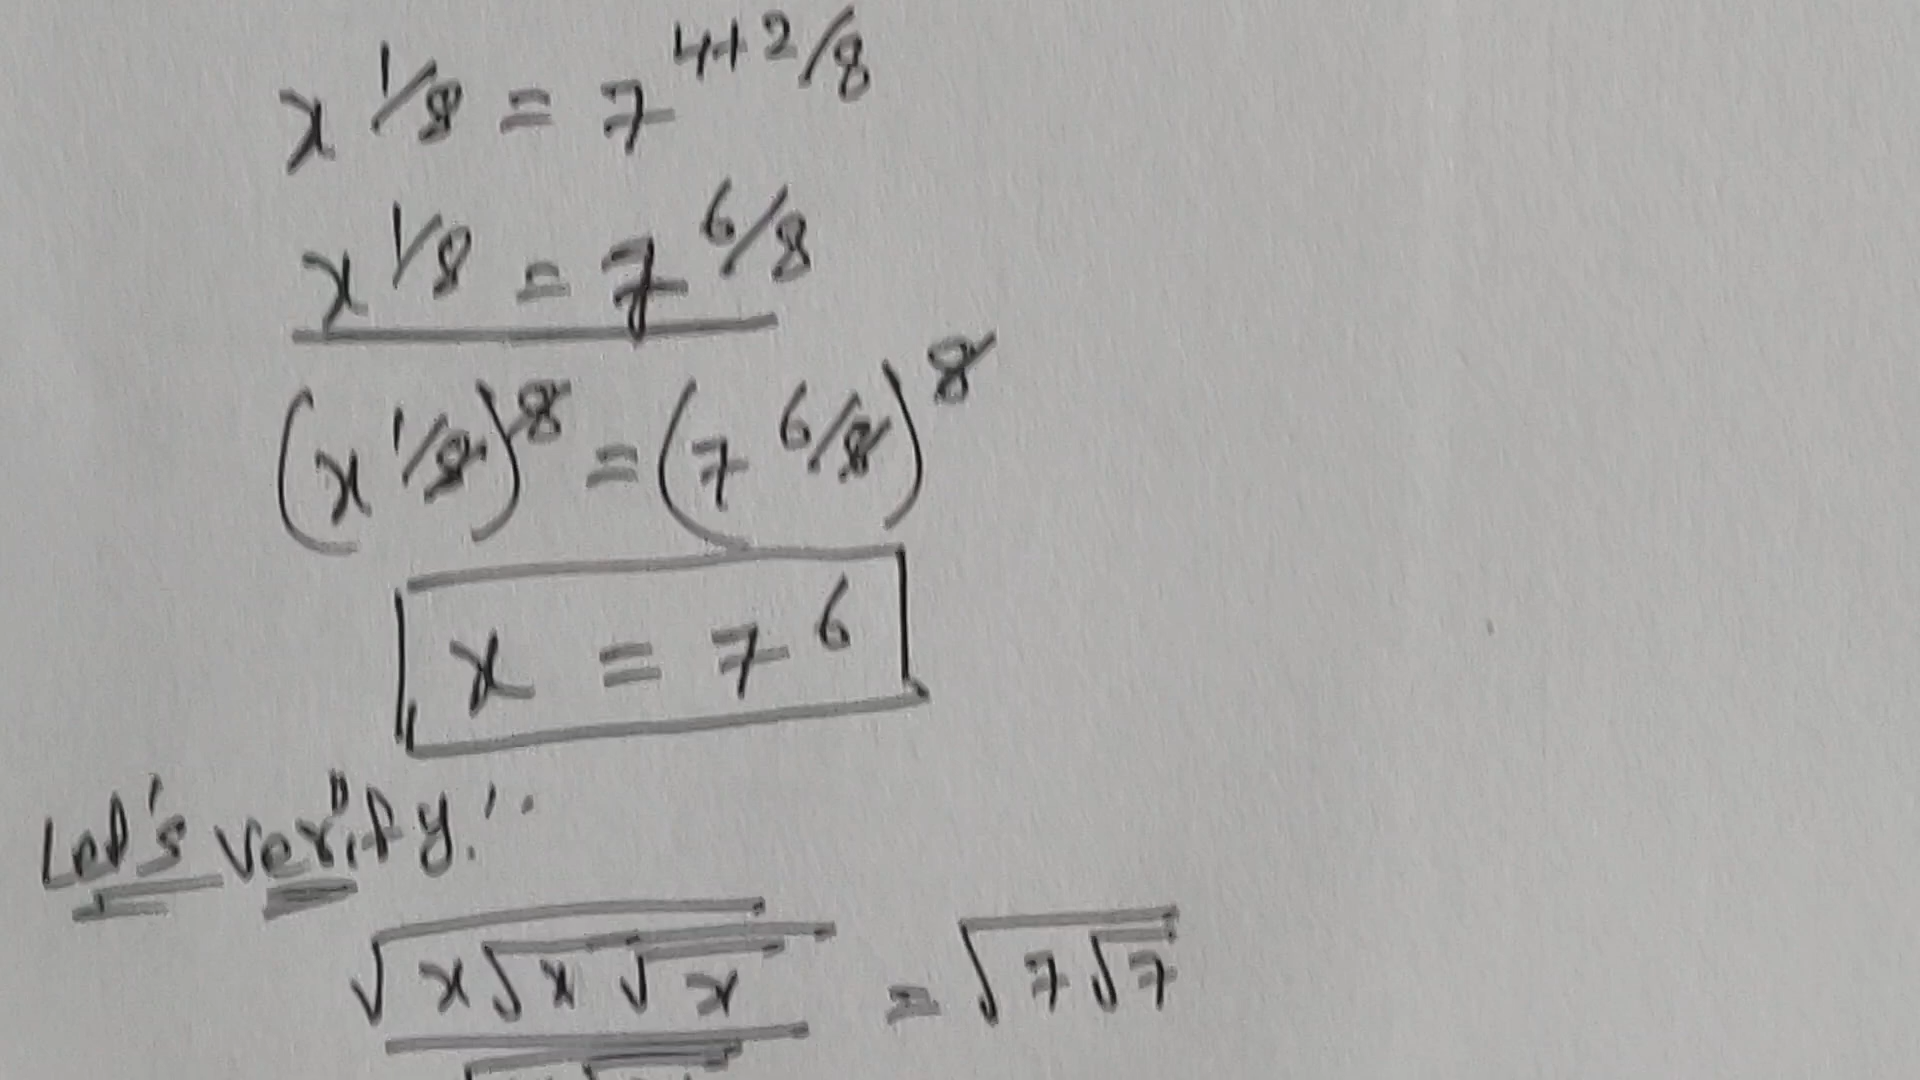 x^1/8 = 7^4+2/8
x^1/8 = 7^6/8
(x^1/8)^8 = (7^6/8)^8
x = 7^6
Let's verify:
√x√x√x = √7√7